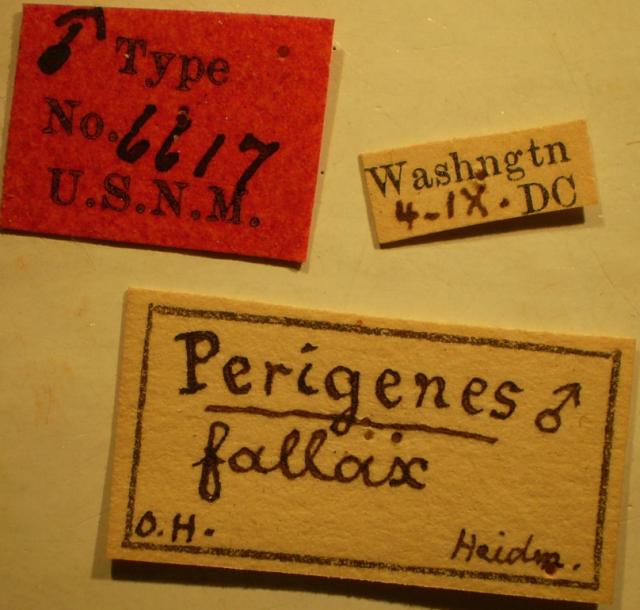 ♂ Type
No. 6617
U.S.N.M.
Washngtn
4-IX. DC
Perigenes ♂
fallax
O.H. Heidm.